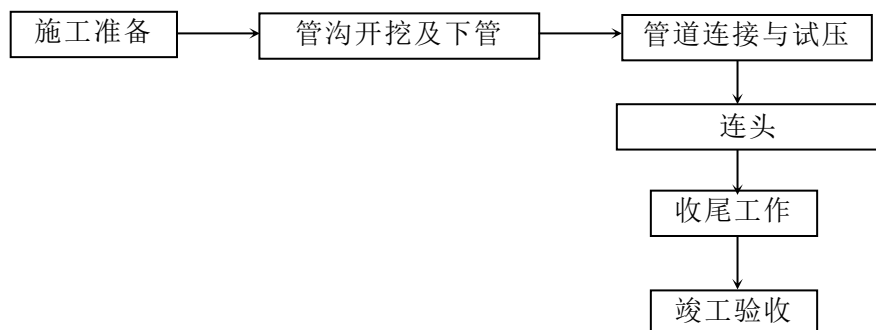 施工准备
管沟开挖及下管
管道连接与试压
连头
收尾工作
竣工验收